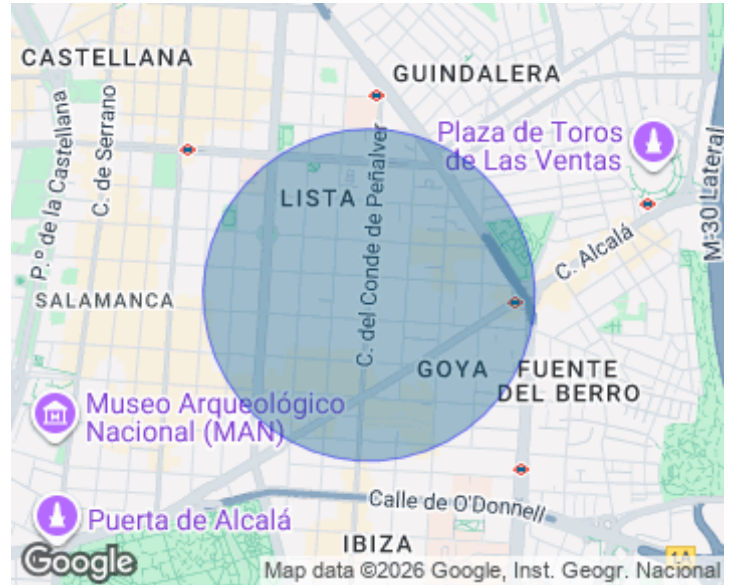 CASTELLANA
GUINDALERA
C. de Serrano
P.º de la Castellana
Plaza de Toros
de Las Ventas
M-30 Lateral
LISTA
C. del Conde de Peñalver
C. Alcalá
SALAMANCA
GOYA
FUENTE
DEL BERRO
Museo Arqueológico
Nacional (MAN)
Calle de O'Donnell
Puerta de Alcalá
IBIZA
1A
Google
Map data ©2026 Google, Inst. Geogr. Nacional